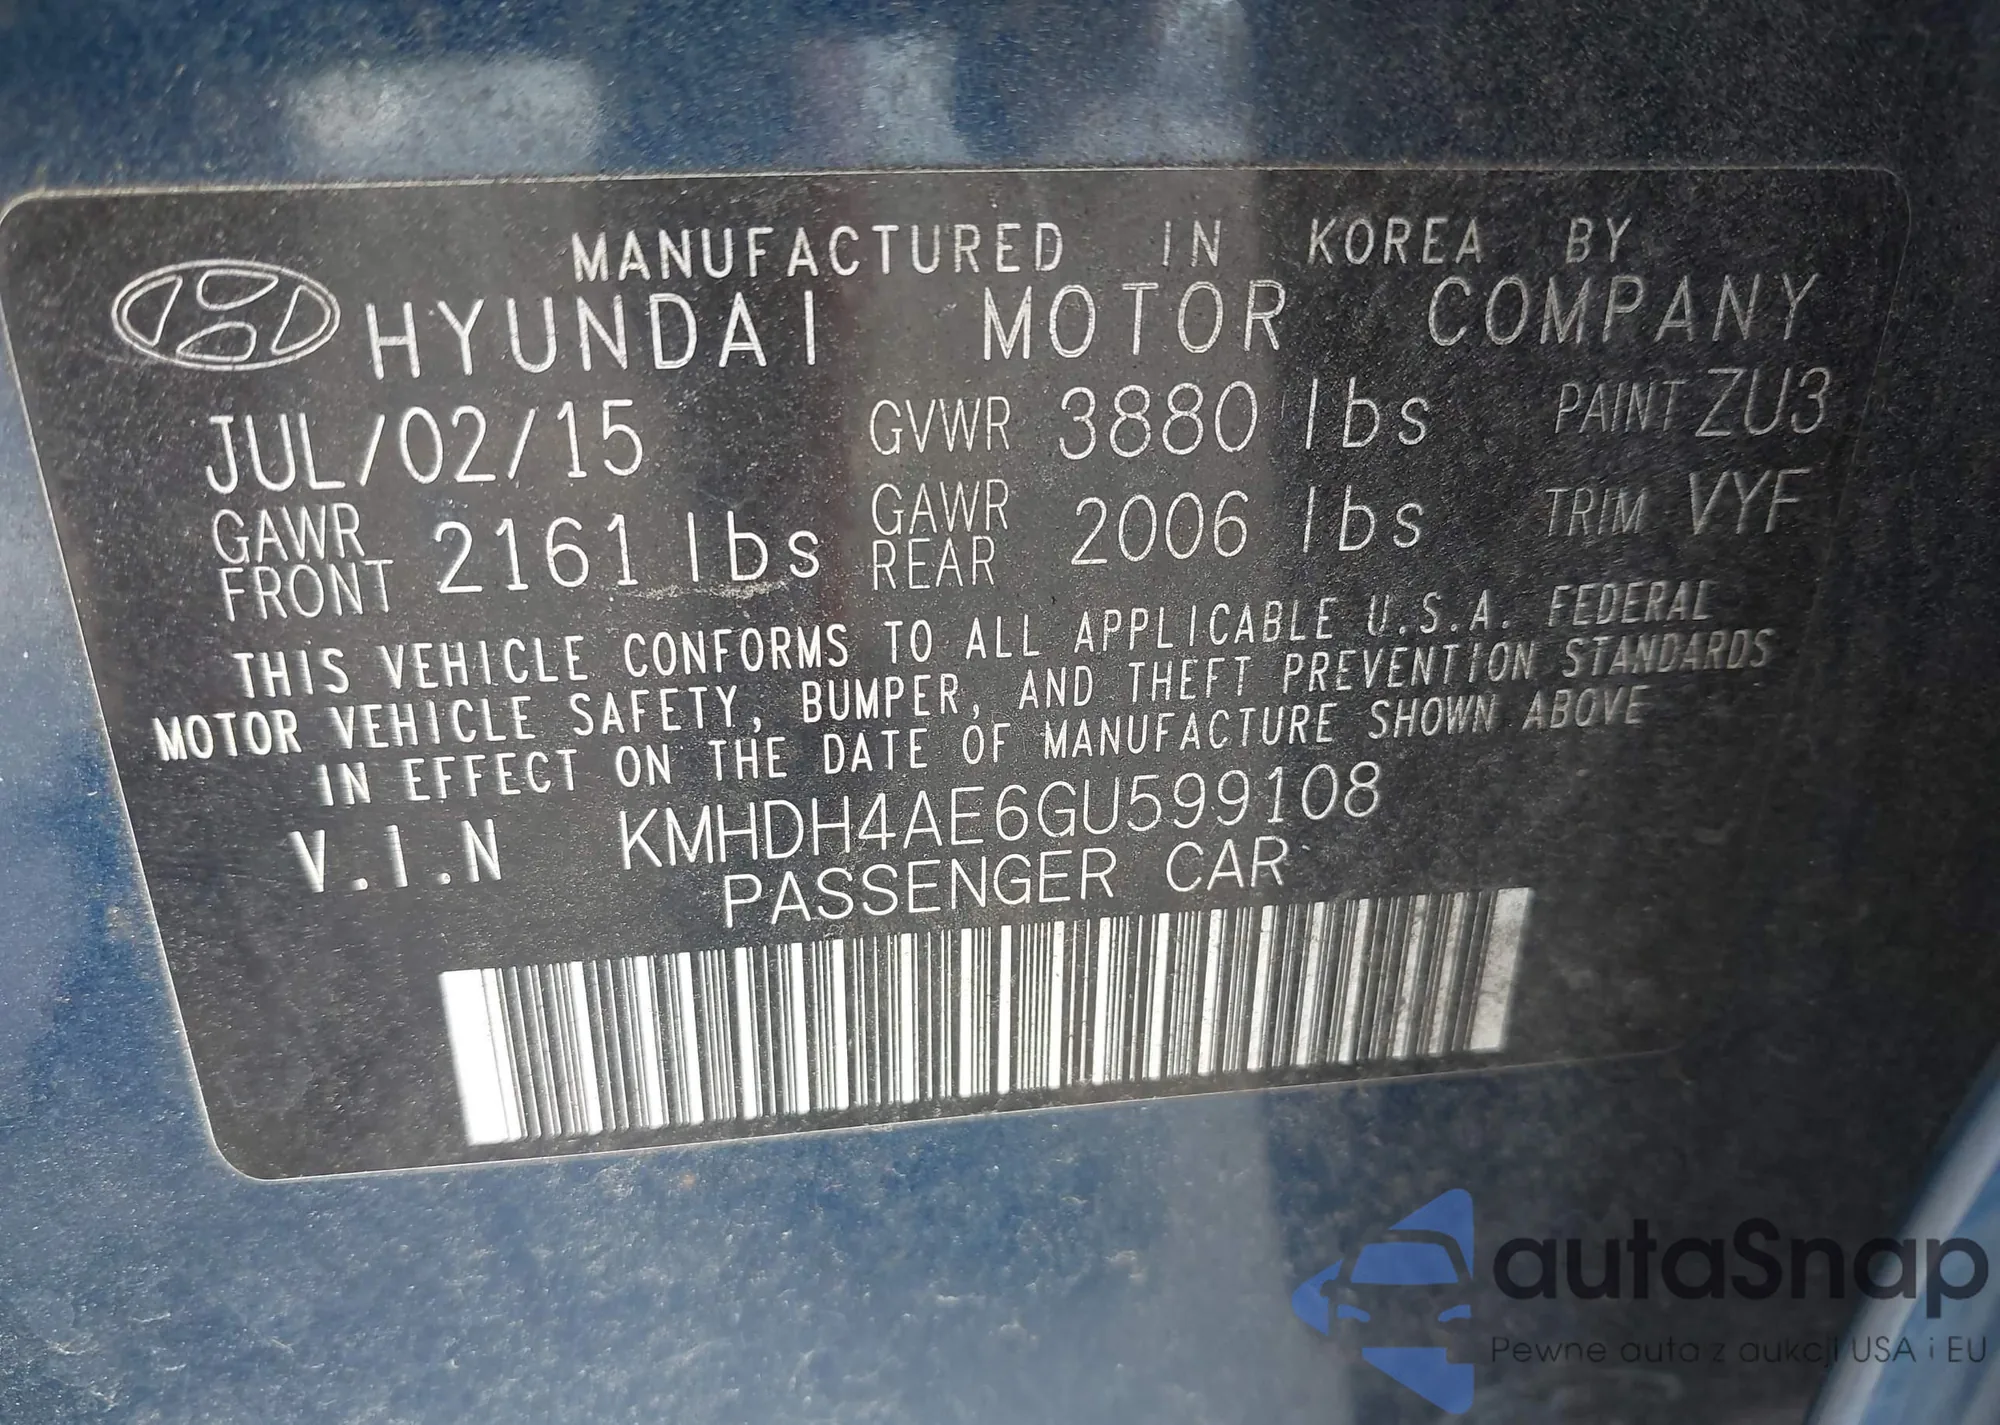 MANUFACTURED IN KOREA BY
HYUNDAI MOTOR COMPANY
JUL/02/15 GVWR 3880 lbs PAINT ZU3
GAWR FRONT 2161 lbs GAWR REAR 2006 lbs TRIM VYF
THIS VEHICLE CONFORMS TO ALL APPLICABLE U.S.A. FEDERAL
MOTOR VEHICLE SAFETY, BUMPER, AND THEFT PREVENTION STANDARDS
IN EFFECT ON THE DATE OF MANUFACTURE SHOWN ABOVE
V.I.N KMHDH4AE6GU599108
PASSENGER CAR
autaSnap
Pewne auta z aukcji USA i EU